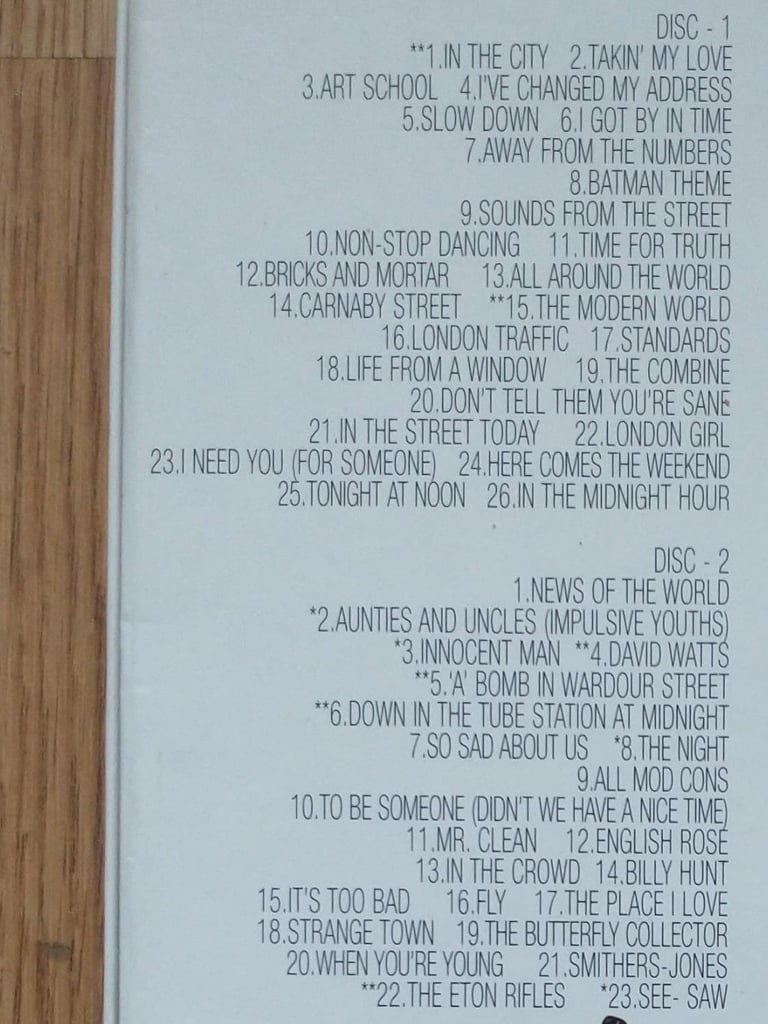 DISC - 1
**1.IN THE CITY 2.TAKIN' MY LOVE
3.ART SCHOOL 4.I'VE CHANGED MY ADDRESS
5.SLOW DOWN 6.I GOT BY IN TIME
7.AWAY FROM THE NUMBERS
8.BATMAN THEME
9.SOUNDS FROM THE STREET
10.NON-STOP DANCING 11.TIME FOR TRUTH
12.BRICKS AND MORTAR 13.ALL AROUND THE WORLD
14.CARNABY STREET **15.THE MODERN WORLD
16.LONDON TRAFFIC 17.STANDARDS
18.LIFE FROM A WINDOW 19.THE COMBINE
20.DON'T TELL THEM YOU'RE SANE
21.IN THE STREET TODAY 22.LONDON GIRL
23.I NEED YOU (FOR SOMEONE) 24.HERE COMES THE WEEKEND
25.TONIGHT AT NOON 26.IN THE MIDNIGHT HOUR
DISC - 2
1.NEWS OF THE WORLD
*2.AUNTIES AND UNCLES (IMPULSIVE YOUTHS)
*3.INNOCENT MAN **4.DAVID WATTS
**5.'A' BOMB IN WARDOUR STREET
**6.DOWN IN THE TUBE STATION AT MIDNIGHT
7.SO SAD ABOUT US *8.THE NIGHT
9.ALL MOD CONS
10.TO BE SOMEONE (DIDN'T WE HAVE A NICE TIME)
11.MR. CLEAN 12.ENGLISH ROSE
13.IN THE CROWD 14.BILLY HUNT
15.IT'S TOO BAD 16.FLY 17.THE PLACE I LOVE
18.STRANGE TOWN 19.THE BUTTERFLY COLLECTOR
20.WHEN YOU'RE YOUNG 21.SMITHERS-JONES
**22.THE ETON RIFLES *23.SEE- SAW